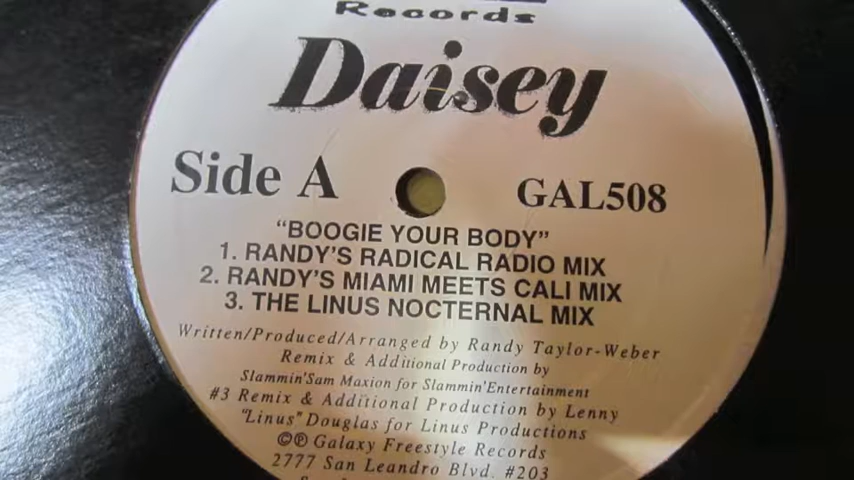 Records
Daisey
Side A
GAL508
"BOOGIE YOUR BODY"
1. RANDY'S RADICAL RADIO MIX
2. RANDY'S MIAMI MEETS CALI MIX
3. THE LINUS NOCTERNAL MIX
Written/Produced/Arranged by Randy Taylor-Weber
Remix & Additional Production by
Slammin'Sam Maxion for Slammin'Entertainment
#3 Remix & Additional Production by Lenny
"Linus" Douglas for Linus Productions
©℗ Galaxy Freestyle Records
2777 San Leandro Blvd. #203